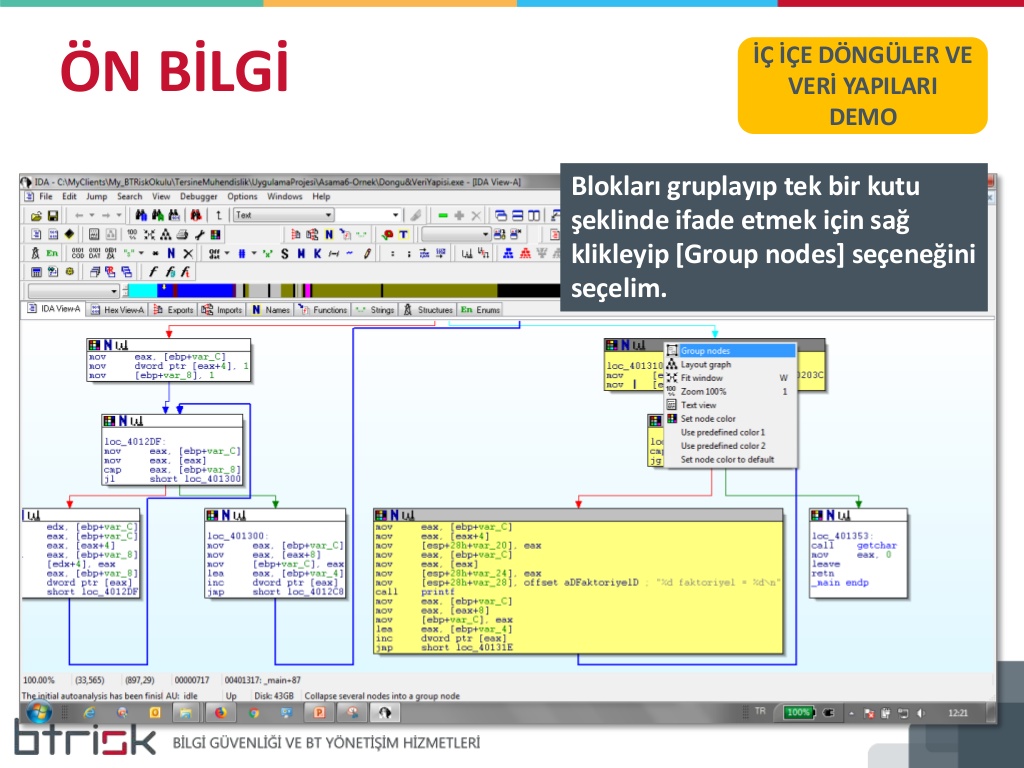 ÖN BİLGİ
İÇ İÇE DÖNGÜLER VE
VERİ YAPILARI
DEMO
Blokları gruplayıp tek bir kutu
şeklinde ifade etmek için sağ
klikleyip [Group nodes] seçeneğini
seçelim.
IDA - C:\MyClients\My_BTRiskOkulu\TersineMuhendislik\UygulamaProjesi\Asama6-Ornek\Dongu&VeriYapisi.exe - [IDA View-A]
File Edit Jump Search View Debugger Options Windows Help
Text
IDA View-A Hex View-A Exports Imports Names Functions Strings Structures Enums
mov eax, [ebp+var_C]
mov dword ptr [eax+4], 1
mov [ebp+var_8], 1
loc_4012DF:
mov eax, [ebp+var_C]
mov eax, [eax]
cmp eax, [ebp+var_8]
jl short loc_401300
edx, [ebp+var_C]
eax, [ebp+var_C]
eax, [eax+4]
eax, [ebp+var_8]
[edx+4], eax
eax, [ebp+var_8]
dword ptr [eax]
short loc_4012DF
loc_401300:
mov eax, [ebp+var_C]
mov eax, [eax+8]
mov [ebp+var_C], eax
lea eax, [ebp+var_4]
inc dword ptr [eax]
jmp short loc_4012C8
loc_401310
mov [e
0203C
mov [e
Group nodes
Layout graph
Fit window W
Zoom 100% 1
Text view
Set node color
Use predefined color 1
Use predefined color 2
Set node color to default
loc
cmp
jg
mov eax, [ebp+var_C]
mov eax, [eax+4]
mov [esp+28h+var_20], eax
mov eax, [ebp+var_C]
mov eax, [eax]
mov [esp+28h+var_24], eax
mov [esp+28h+var_28], offset aDFaktoriyelD ; "%d faktoriyel = %d\n"
call printf
mov eax, [ebp+var_C]
mov eax, [eax+8]
mov [ebp+var_C], eax
lea eax, [ebp+var_4]
inc dword ptr [eax]
jmp short loc_40131E
loc_401353:
call getchar
mov eax, 0
leave
retn
_main endp
100.00% (33,565) (897,29) 00000717 00401317: _main+87
The initial autoanalysis has been finisl AU: idle Up Disk: 43GB Collapse several nodes into a group node
TR 100% 12:21
btrisk BİLGİ GÜVENLİĞİ VE BT YÖNETİŞİM HİZMETLERİ